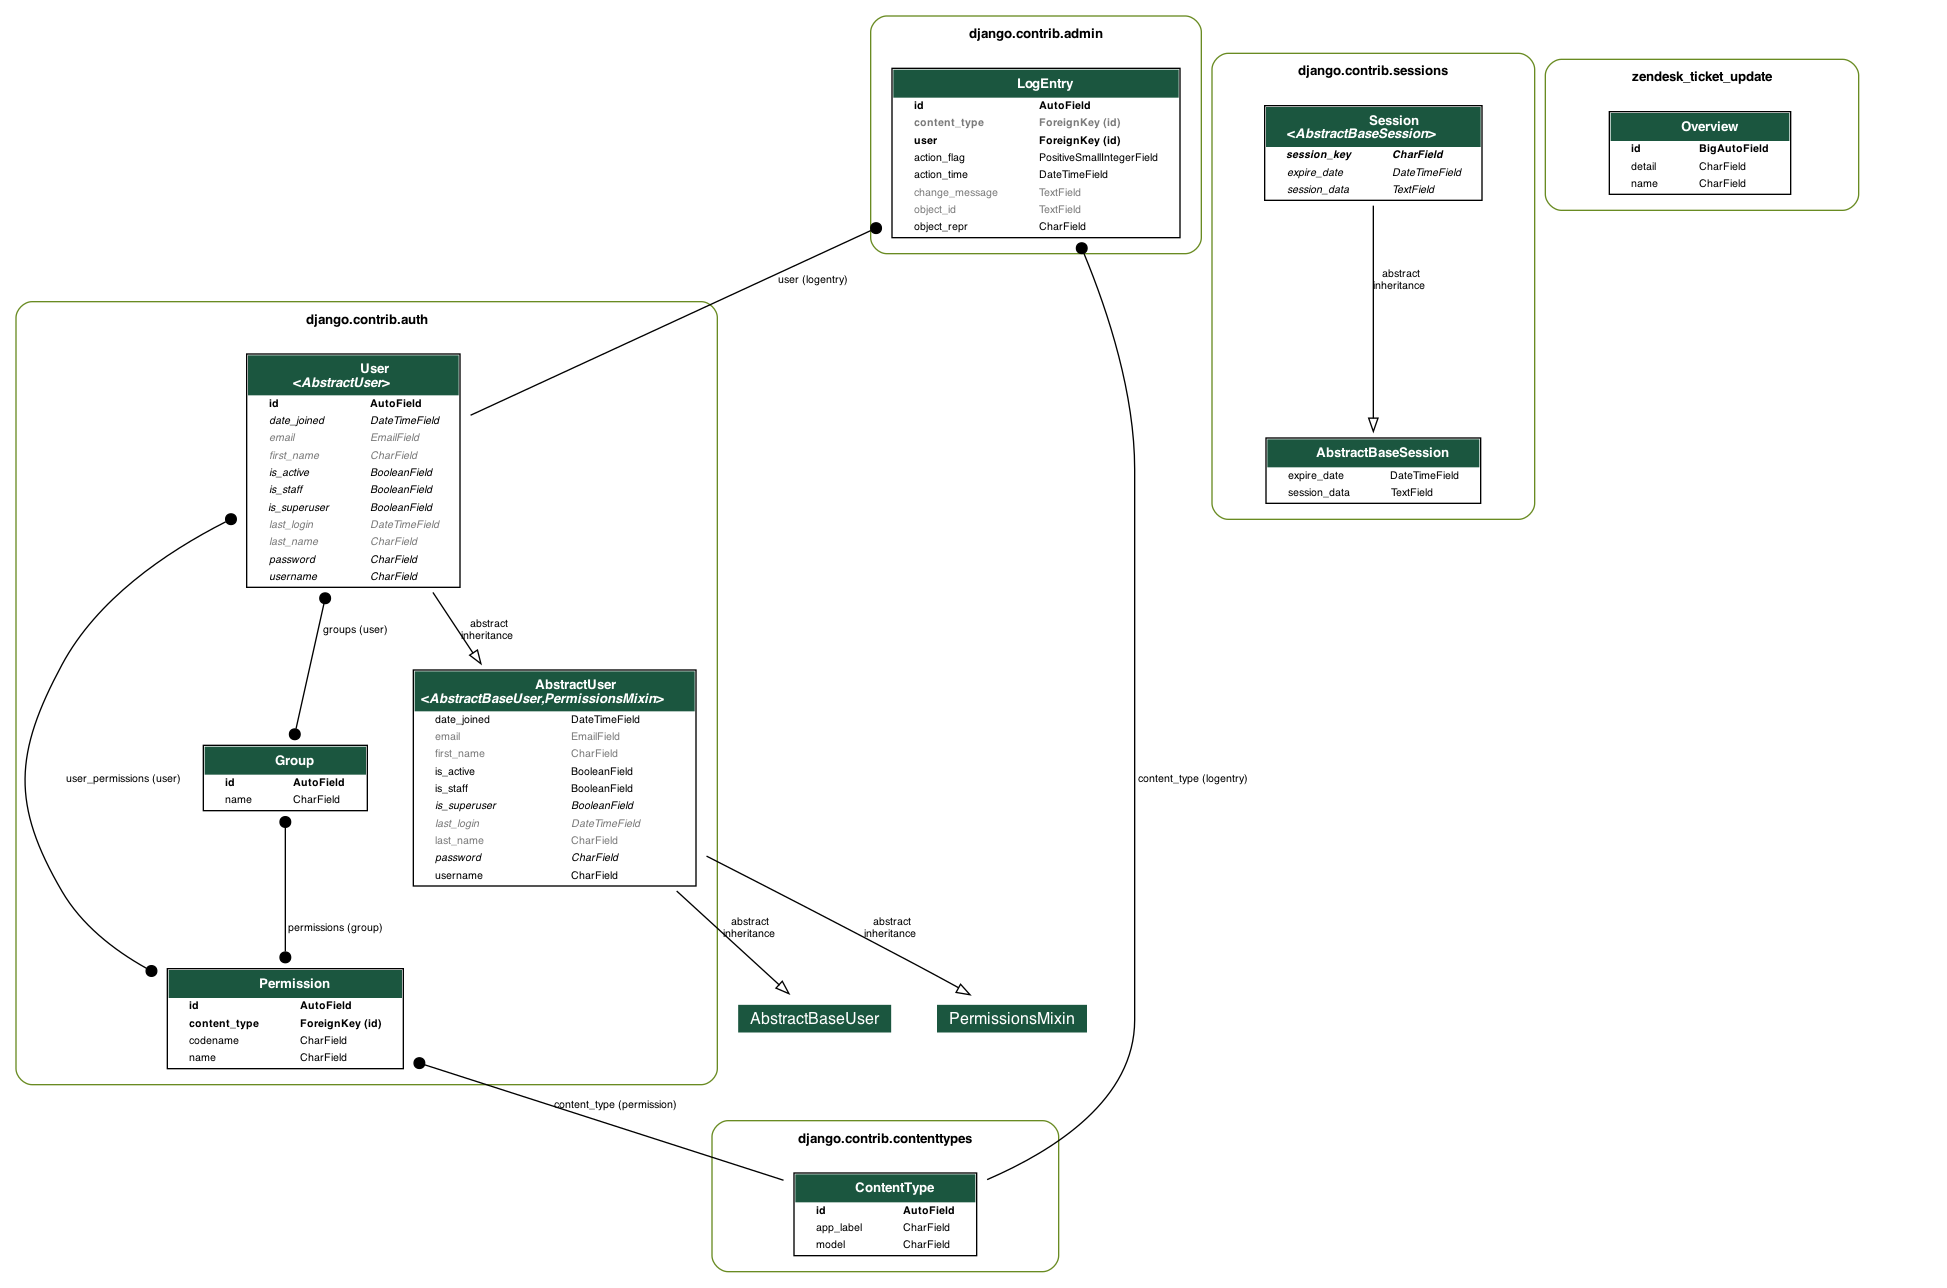 django.contrib.admin
LogEntry
id AutoField
content_type ForeignKey (id)
user ForeignKey (id)
action_flag PositiveSmallIntegerField
action_time DateTimeField
change_message TextField
object_id TextField
object_repr CharField
django.contrib.sessions
Session
<AbstractBaseSession>
session_key CharField
expire_date DateTimeField
session_data TextField
abstract
inheritance
AbstractBaseSession
expire_date DateTimeField
session_data TextField
zendesk_ticket_update
Overview
id BigAutoField
detail CharField
name CharField
user (logentry)
django.contrib.auth
User
<AbstractUser>
id AutoField
date_joined DateTimeField
email EmailField
first_name CharField
is_active BooleanField
is_staff BooleanField
is_superuser BooleanField
last_login DateTimeField
last_name CharField
password CharField
username CharField
groups (user)
abstract
inheritance
AbstractUser
<AbstractBaseUser,PermissionsMixin>
date_joined DateTimeField
email EmailField
first_name CharField
is_active BooleanField
is_staff BooleanField
is_superuser BooleanField
last_login DateTimeField
last_name CharField
password CharField
username CharField
Group
id AutoField
name CharField
user_permissions (user)
content_type (logentry)
permissions (group)
abstract
inheritance
abstract
inheritance
Permission
id AutoField
content_type ForeignKey (id)
codename CharField
name CharField
AbstractBaseUser
PermissionsMixin
content_type (permission)
django.contrib.contenttypes
ContentType
id AutoField
app_label CharField
model CharField